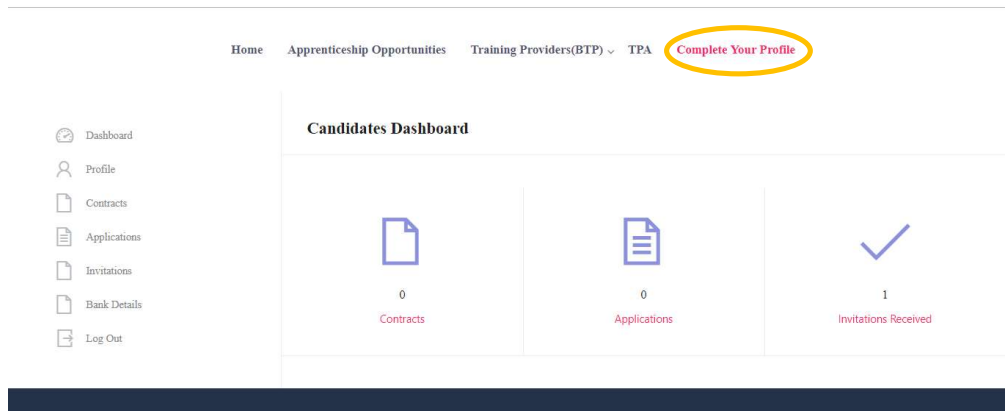 Home Apprenticeship Opportunities Training Providers(BTP) TPA Complete Your Profile
Candidates Dashboard
Dashboard
Profile
Contracts
Applications
Invitations
Bank Details
Log Out
0 0 1
Contracts Applications Invitations Received